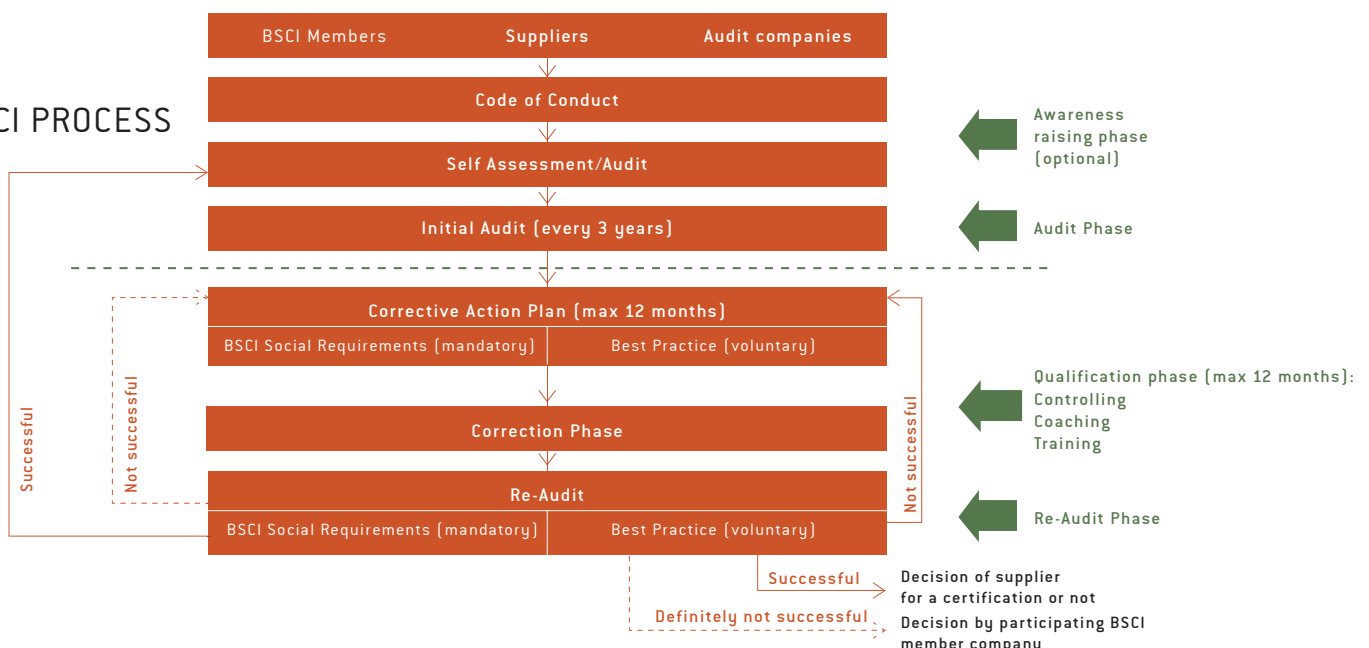 BSCI Members Suppliers Audit companies
CI PROCESS
Code of Conduct
Awareness
raising phase
(optional)
Self Assessment/Audit
Initial Audit (every 3 years)
Audit Phase
Corrective Action Plan (max 12 months)
BSCI Social Requirements (mandatory) Best Practice (voluntary)
Successful
Not successful
Not successful
Qualification phase (max 12 months):
Controlling
Coaching
Training
Correction Phase
Re-Audit
BSCI Social Requirements (mandatory) Best Practice (voluntary)
Re-Audit Phase
Successful
Decision of supplier
for a certification or not
Definitely not successful
Decision by participating BSCI
member company